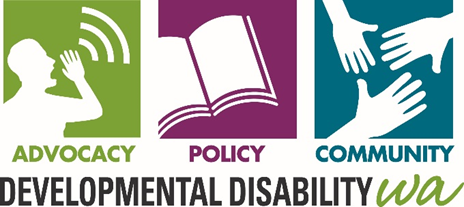 ADVOCACY POLICY COMMUNITY
DEVELOPMENTAL DISABILITY wa